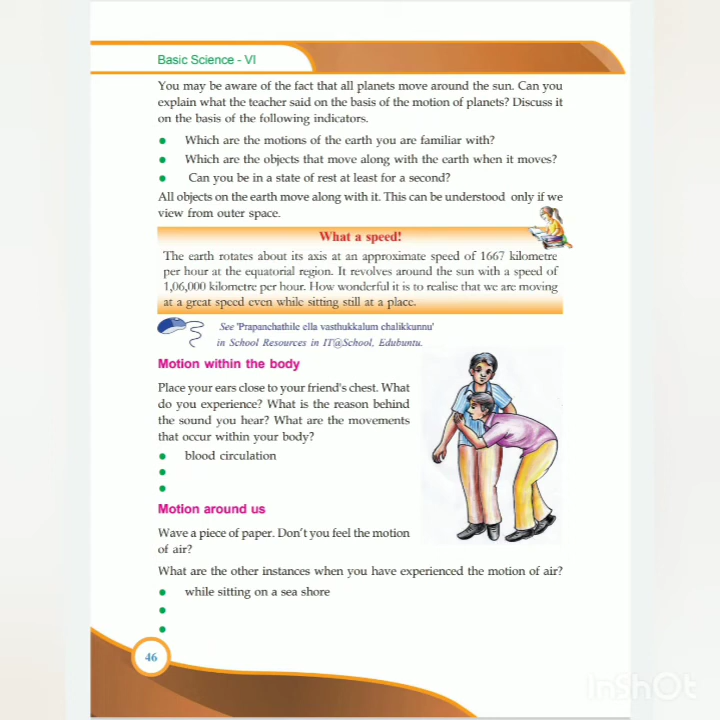 Basic Science - VI
You may be aware of the fact that all planets move around the sun. Can you
explain what the teacher said on the basis of the motion of planets? Discuss it
on the basis of the following indicators.
● Which are the motions of the earth you are familiar with?
● Which are the objects that move along with the earth when it moves?
● Can you be in a state of rest at least for a second?
All objects on the earth move along with it. This can be understood only if we
view from outer space.
What a speed!
The earth rotates about its axis at an approximate speed of 1667 kilometre
per hour at the equatorial region. It revolves around the sun with a speed of
1,06,000 kilometre per hour. How wonderful it is to realise that we are moving
at a great speed even while sitting still at a place.
See 'Prapanchathile ella vasthukkalum chalikkunnu'
in School Resources in IT@School, Edubuntu.
Motion within the body
Place your ears close to your friend's chest. What
do you experience? What is the reason behind
the sound you hear? What are the movements
that occur within your body?
● blood circulation
●
●
Motion around us
Wave a piece of paper. Don't you feel the motion
of air?
What are the other instances when you have experienced the motion of air?
● while sitting on a sea shore
●
●
46
InShOt